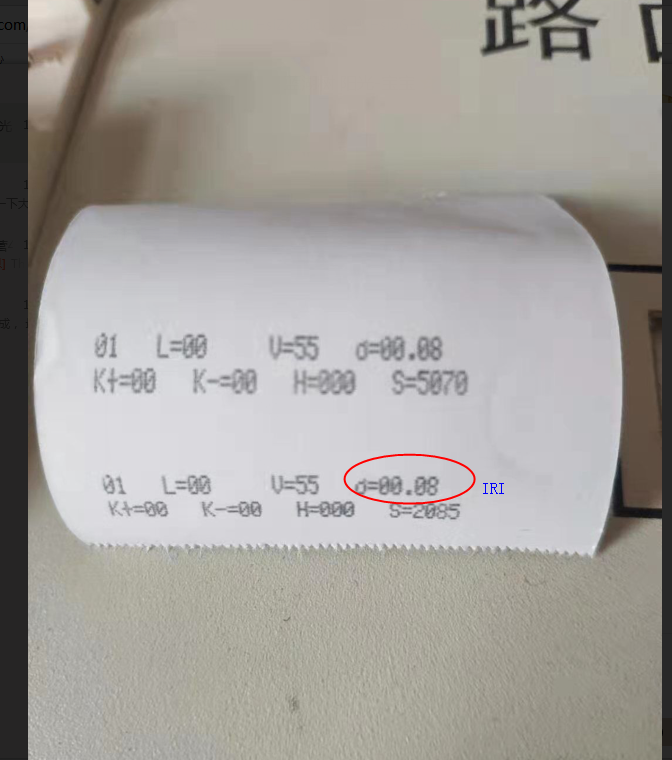 com
路
01 L=00 V=55 σ=00.08
K+=00 K-=00 H=000 S=5070
01 L=00 V=55 σ=00.08
IRI
K+=00 K-=00 H=000 S=2085